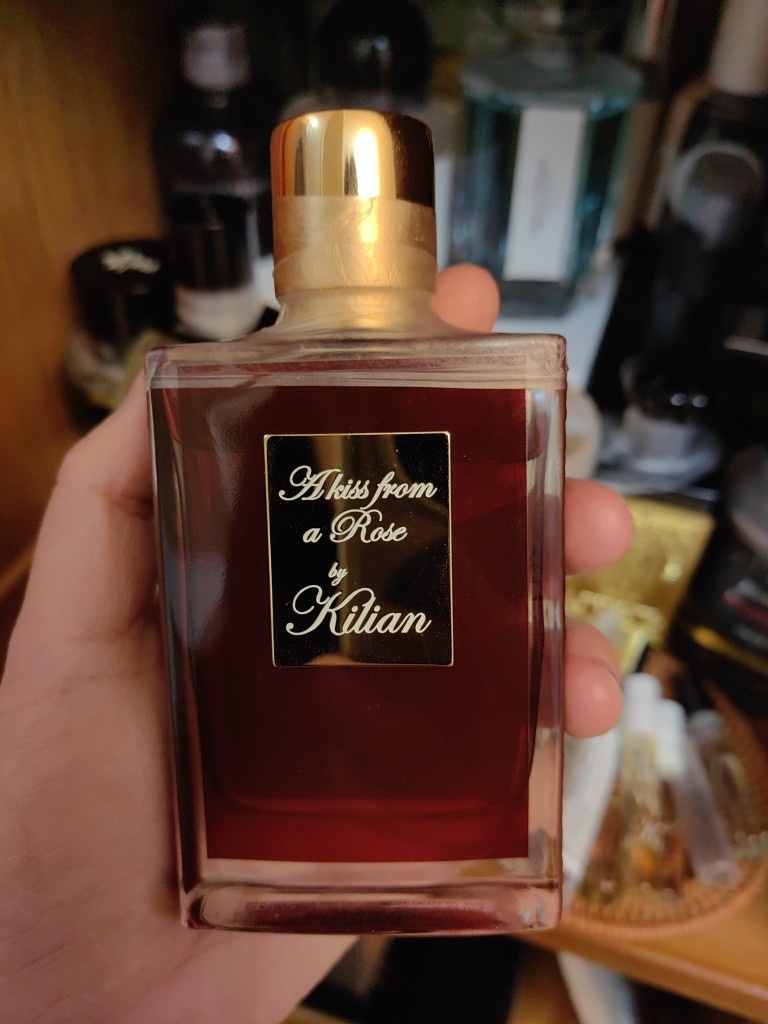 A kiss from
a Rose
by
Kilian